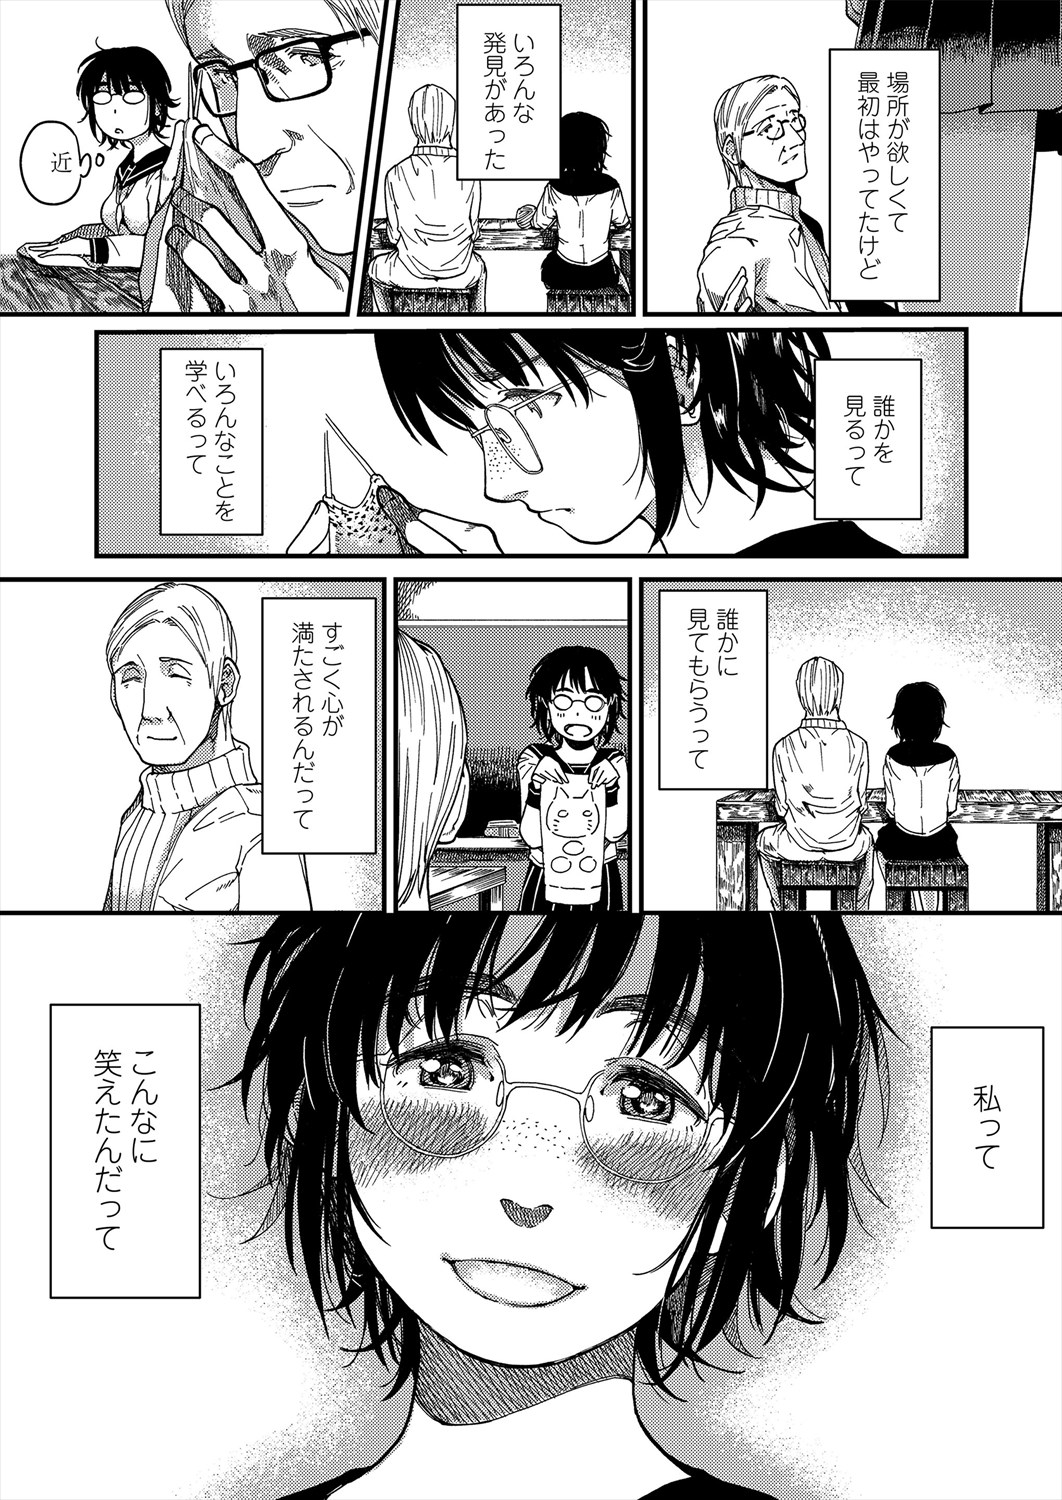 場所が欲しくて
最初はやってたけど
いろんな
発見があった
近
誰かを
見るって
いろんなことを
学べるって
誰かに
見てもらうって
すごく心が
満たされるんだって
私って
こんなに
笑えたんだって